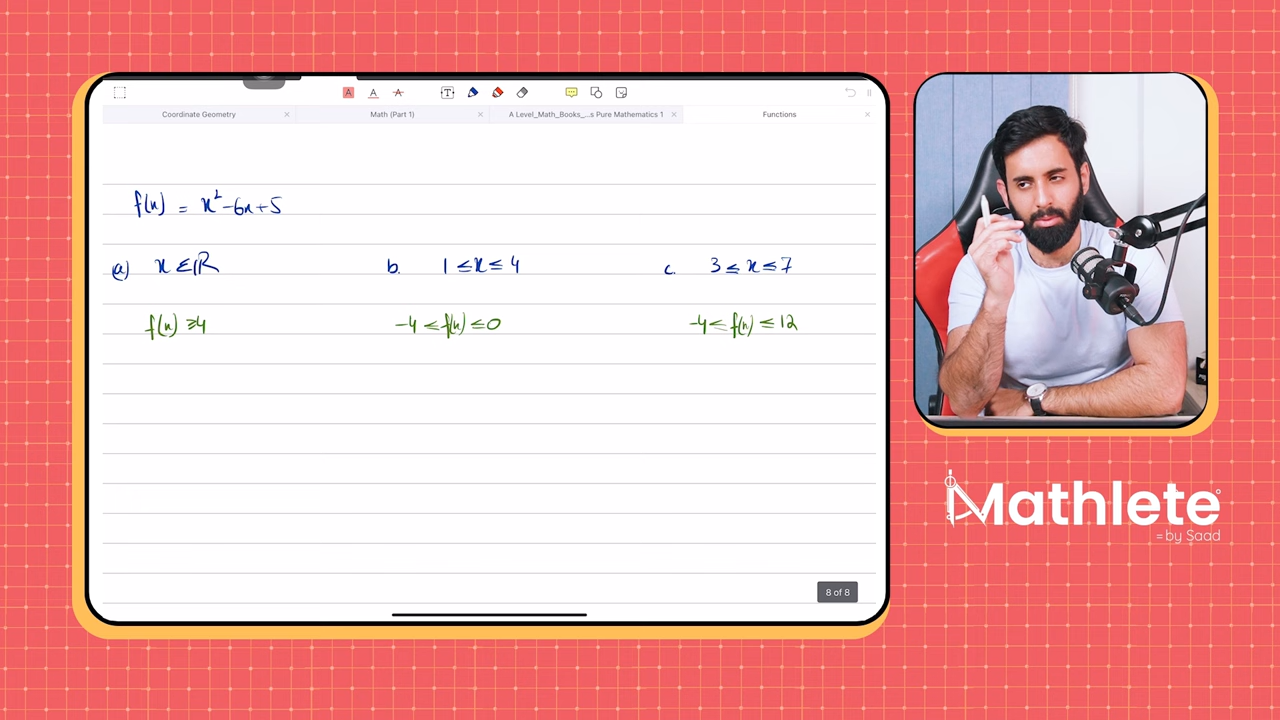 Coordinate Geometry
Math (Part 1)
A Level_Math_Books_...s Pure Mathematics 1
Functions
f(x) = x² - 6x + 5
a) x ∈ ℝ
b. 1 ≤ x ≤ 4
c. 3 ≤ x ≤ 7
f(x) ≥ 4
-4 ≤ f(x) ≤ 0
-4 ≤ f(x) ≤ 12
8 of 8
Mathlete
= by Saad